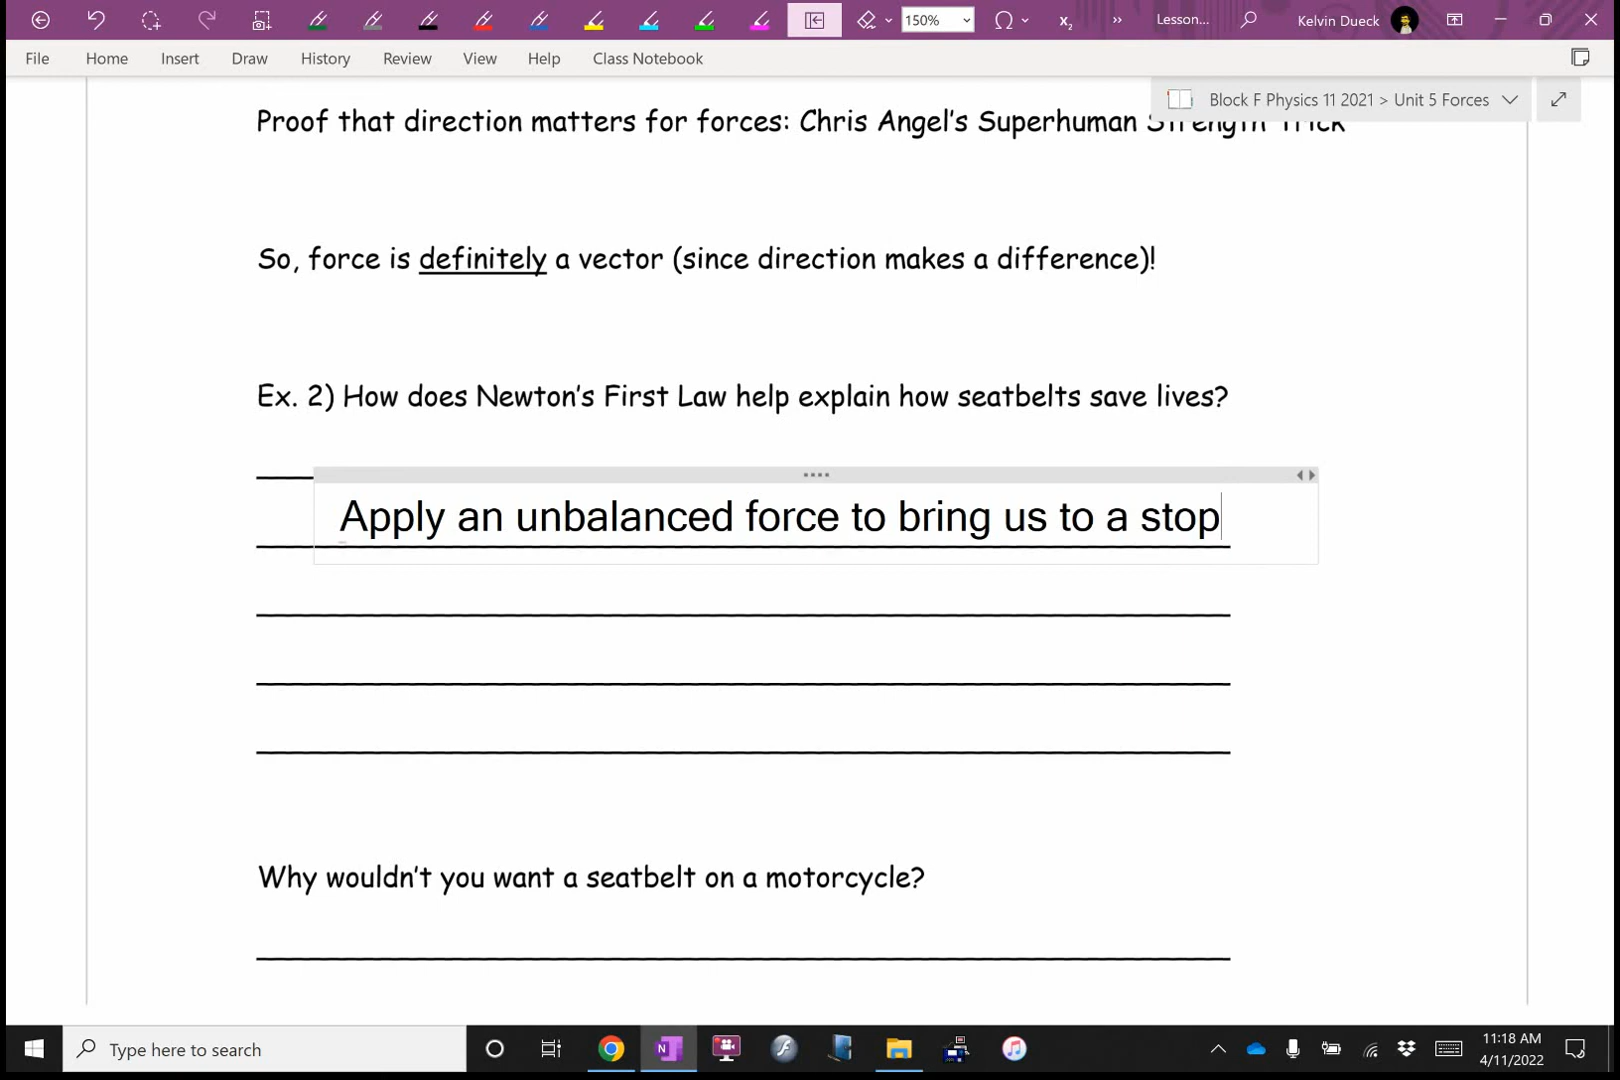 150%
Ω
x₂
»
Lesson...
Kelvin Dueck
File Home Insert Draw History Review View Help Class Notebook
Block F Physics 11 2021 > Unit 5 Forces
Proof that direction matters for forces: Chris Angel's Superhuman Strength Trick
So, force is definitely a vector (since direction makes a difference)!
Ex. 2) How does Newton's First Law help explain how seatbelts save lives?
Apply an unbalanced force to bring us to a stop
Why wouldn't you want a seatbelt on a motorcycle?
Type here to search
N
11:18 AM
4/11/2022